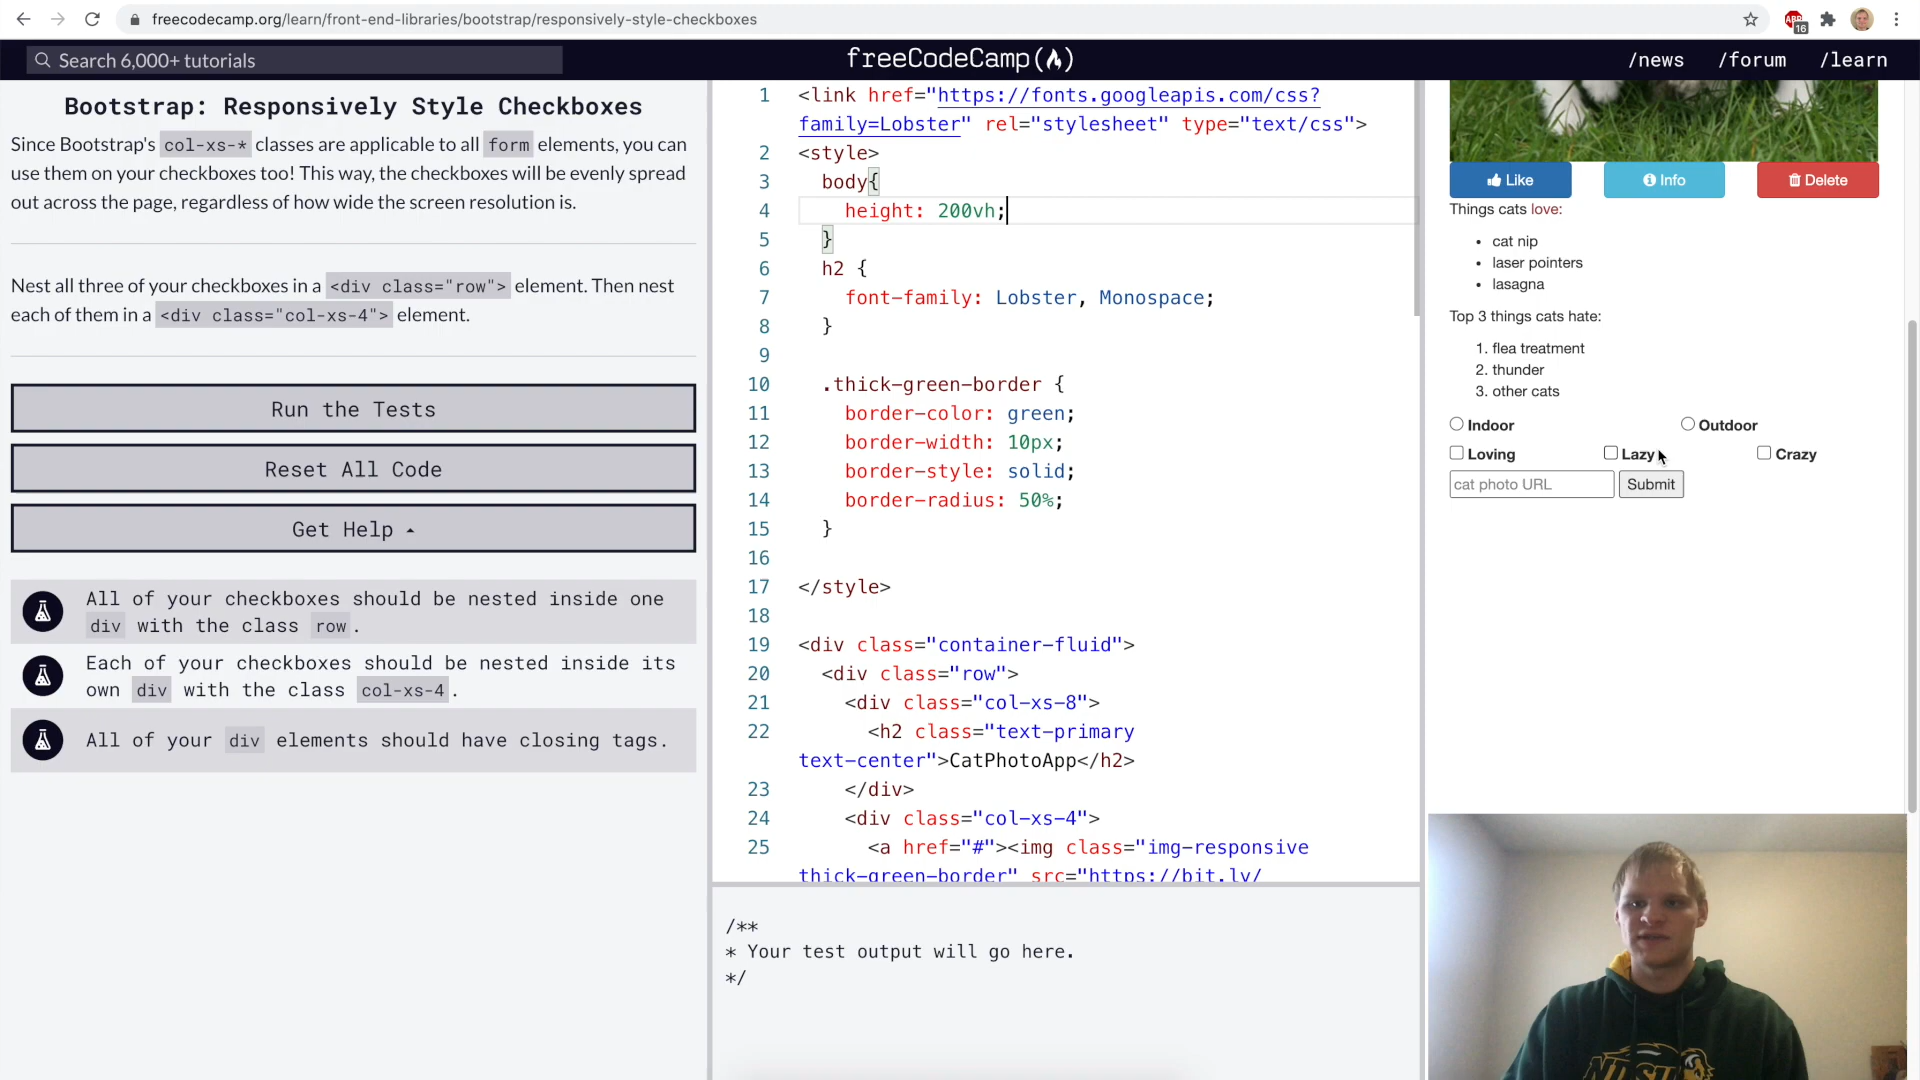 freecodecamp.org/learn/front-end-libraries/bootstrap/responsively-style-checkboxes
ABP
16
Search 6,000+ tutorials
freeCodeCamp
/news
/forum
/learn
Bootstrap: Responsively Style Checkboxes
Since Bootstrap's col-xs-* classes are applicable to all form elements, you can
use them on your checkboxes too! This way, the checkboxes will be evenly spread
out across the page, regardless of how wide the screen resolution is.
Nest all three of your checkboxes in a <div class="row"> element. Then nest
each of them in a <div class="col-xs-4"> element.
Run the Tests
Reset All Code
Get Help
All of your checkboxes should be nested inside one
div with the class row.
Each of your checkboxes should be nested inside its
own div with the class col-xs-4.
All of your div elements should have closing tags.
1 <link href="https://fonts.googleapis.com/css?
family=Lobster" rel="stylesheet" type="text/css">
2 <style>
3 body{
4 height: 200vh;
5 }
6 h2 {
7 font-family: Lobster, Monospace;
8 }
9
10 .thick-green-border {
11 border-color: green;
12 border-width: 10px;
13 border-style: solid;
14 border-radius: 50%;
15 }
16
17 </style>
18
19 <div class="container-fluid">
20 <div class="row">
21 <div class="col-xs-8">
22 <h2 class="text-primary
text-center">CatPhotoApp</h2>
23 </div>
24 <div class="col-xs-4">
25 <a href="#"><img class="img-responsive
thick-green-border" src="https://bit.ly/
/**
* Your test output will go here.
*/
Like
Info
Delete
Things cats love:
• cat nip
• laser pointers
• lasagna
Top 3 things cats hate:
1. flea treatment
2. thunder
3. other cats
Indoor
Outdoor
Loving
Lazy
Crazy
cat photo URL
Submit